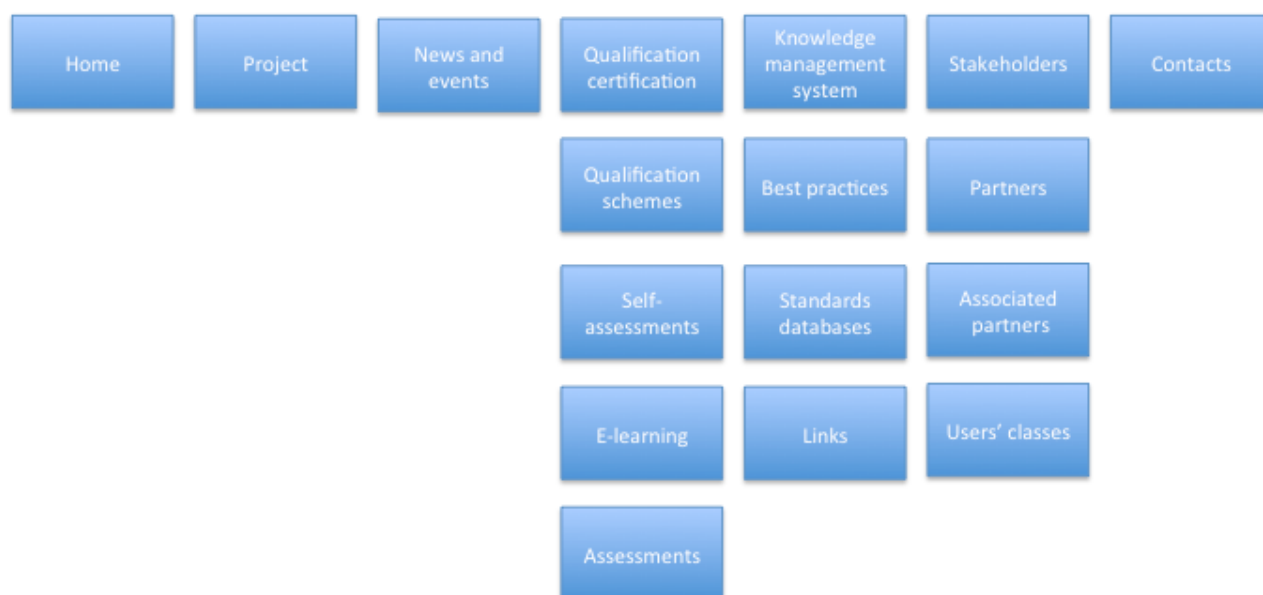 Home
Project
News and
events
Qualification
certification
Knowledge
management
system
Stakeholders
Contacts
Qualification
schemes
Best practices
Partners
Self-
assessments
Standards
databases
Associated
partners
E-learning
Links
Users’ classes
Assessments